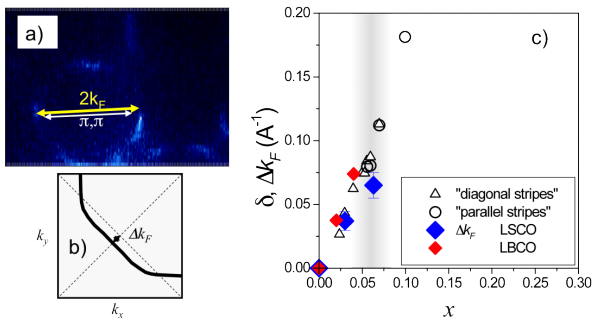 a)
2k_F
π,π
b)
Δk_F
k_y
k_x
c)
0.20
0.15
0.10
0.05
0.00
δ, Δk_F (A⁻¹)
"diagonal stripes"
"parallel stripes"
Δk_F LSCO
LBCO
0.00 0.05 0.10 0.15 0.20 0.25 0.30
x